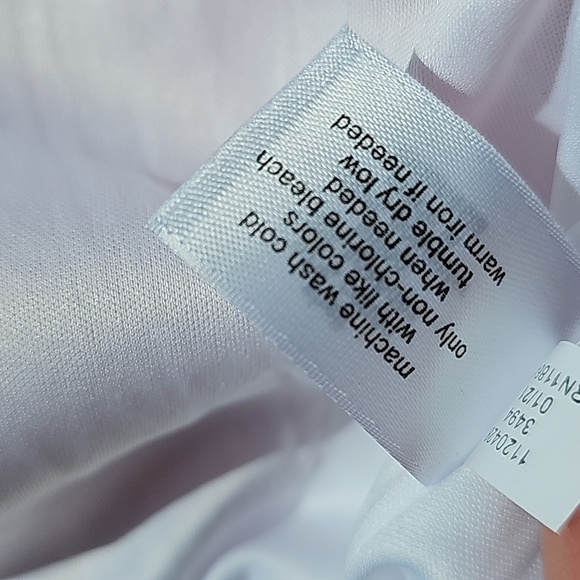 machine wash cold
with like colors
only non-chlorine bleach
when needed
tumble dry low
warm iron if needed